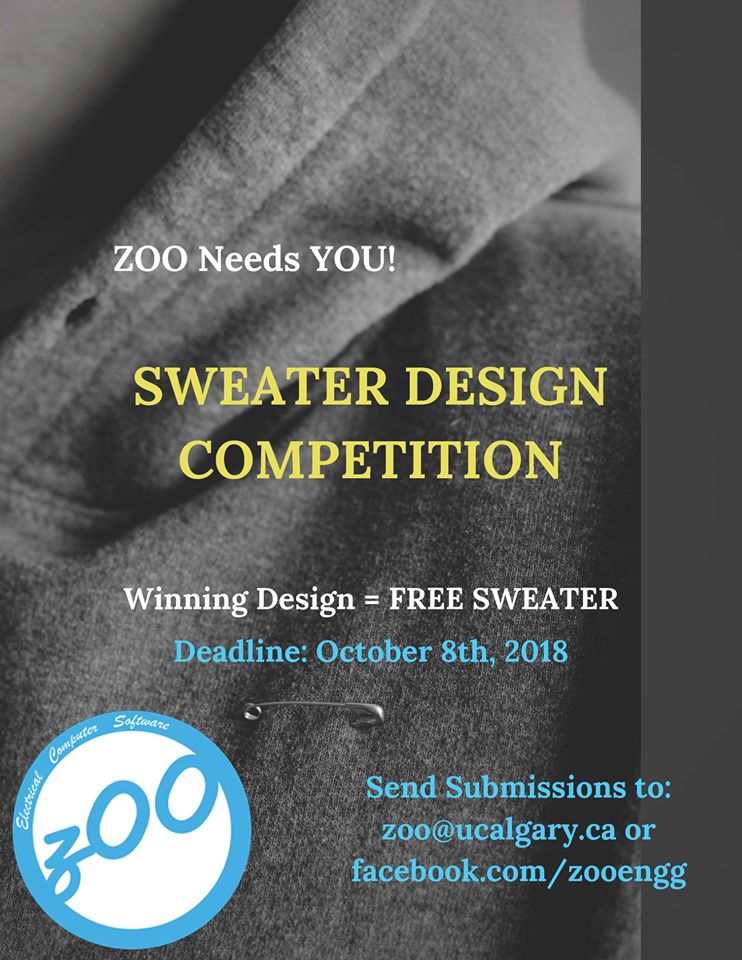 ZOO Needs YOU!
SWEATER DESIGN
COMPETITION
Winning Design = FREE SWEATER
Deadline: October 8th, 2018
Electrical Computer Software
zoo
Send Submissions to:
zoo@ucalgary.ca or
facebook.com/zooengg